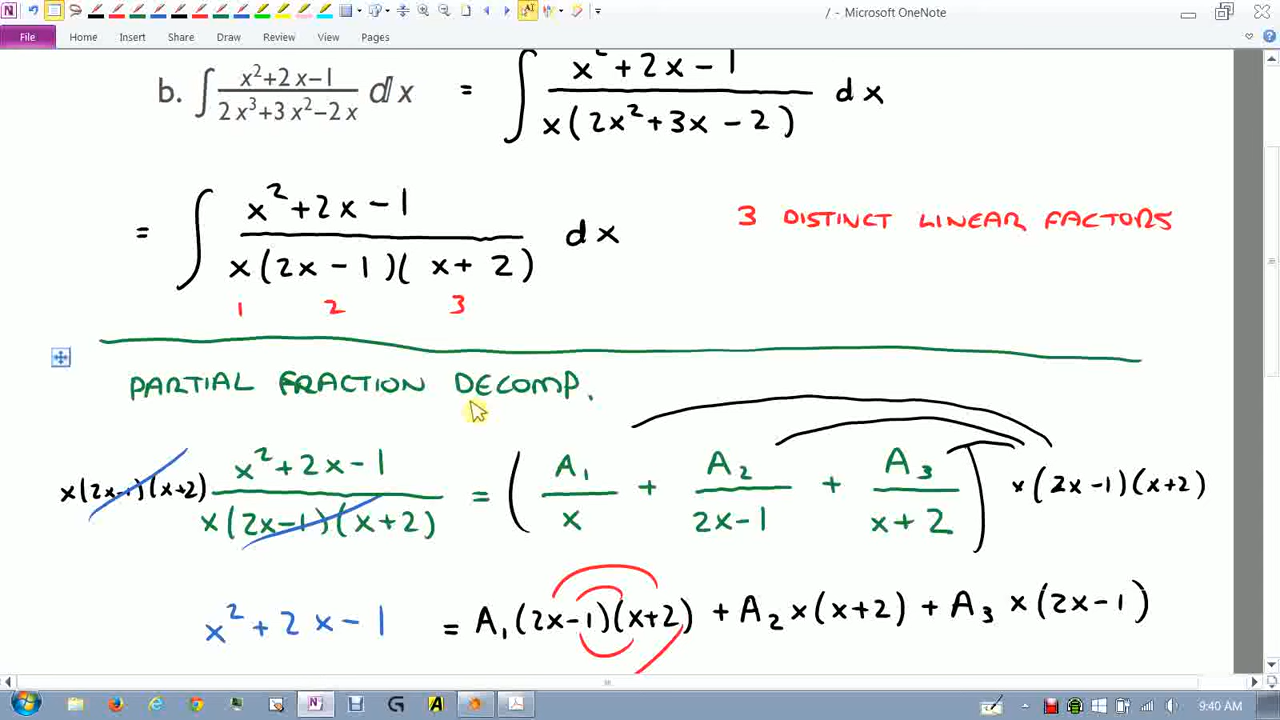 / - Microsoft OneNote
File Home Insert Share Draw Review View Pages
b. ∫ x²+2x−1 / 2x³+3x²−2x dx = ∫ x²+2x−1 / x(2x²+3x−2) dx
= ∫ x²+2x−1 / x(2x−1)(x+2) dx 3 DISTINCT LINEAR FACTORS
1 2 3
PARTIAL FRACTION DECOMP.
x(2x−1)(x+2) x²+2x−1 / x(2x−1)(x+2) = ( A₁ / x + A₂ / 2x−1 + A₃ / x+2 ) x(2x−1)(x+2)
x²+2x−1 = A₁(2x−1)(x+2) + A₂x(x+2) + A₃x(2x−1)
9:40 AM